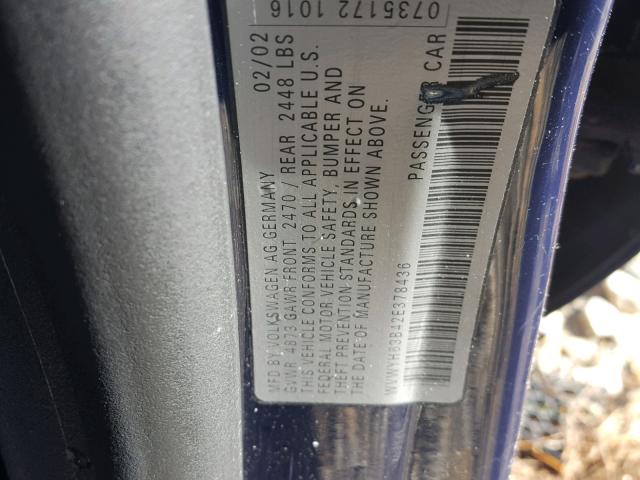 0735172 1016
MFD BY VOLKSWAGEN AG GERMANY 02/02
GVWR 4873 GAWR FRONT 2470 / REAR 2448 LBS
THIS VEHICLE CONFORMS TO ALL APPLICABLE U.S.
FEDERAL MOTOR VEHICLE SAFETY, BUMPER AND
THEFT PREVENTION STANDARDS IN EFFECT ON
THE DATE OF MANUFACTURE SHOWN ABOVE.
PASSENGER CAR
WVWYH63B42E378436